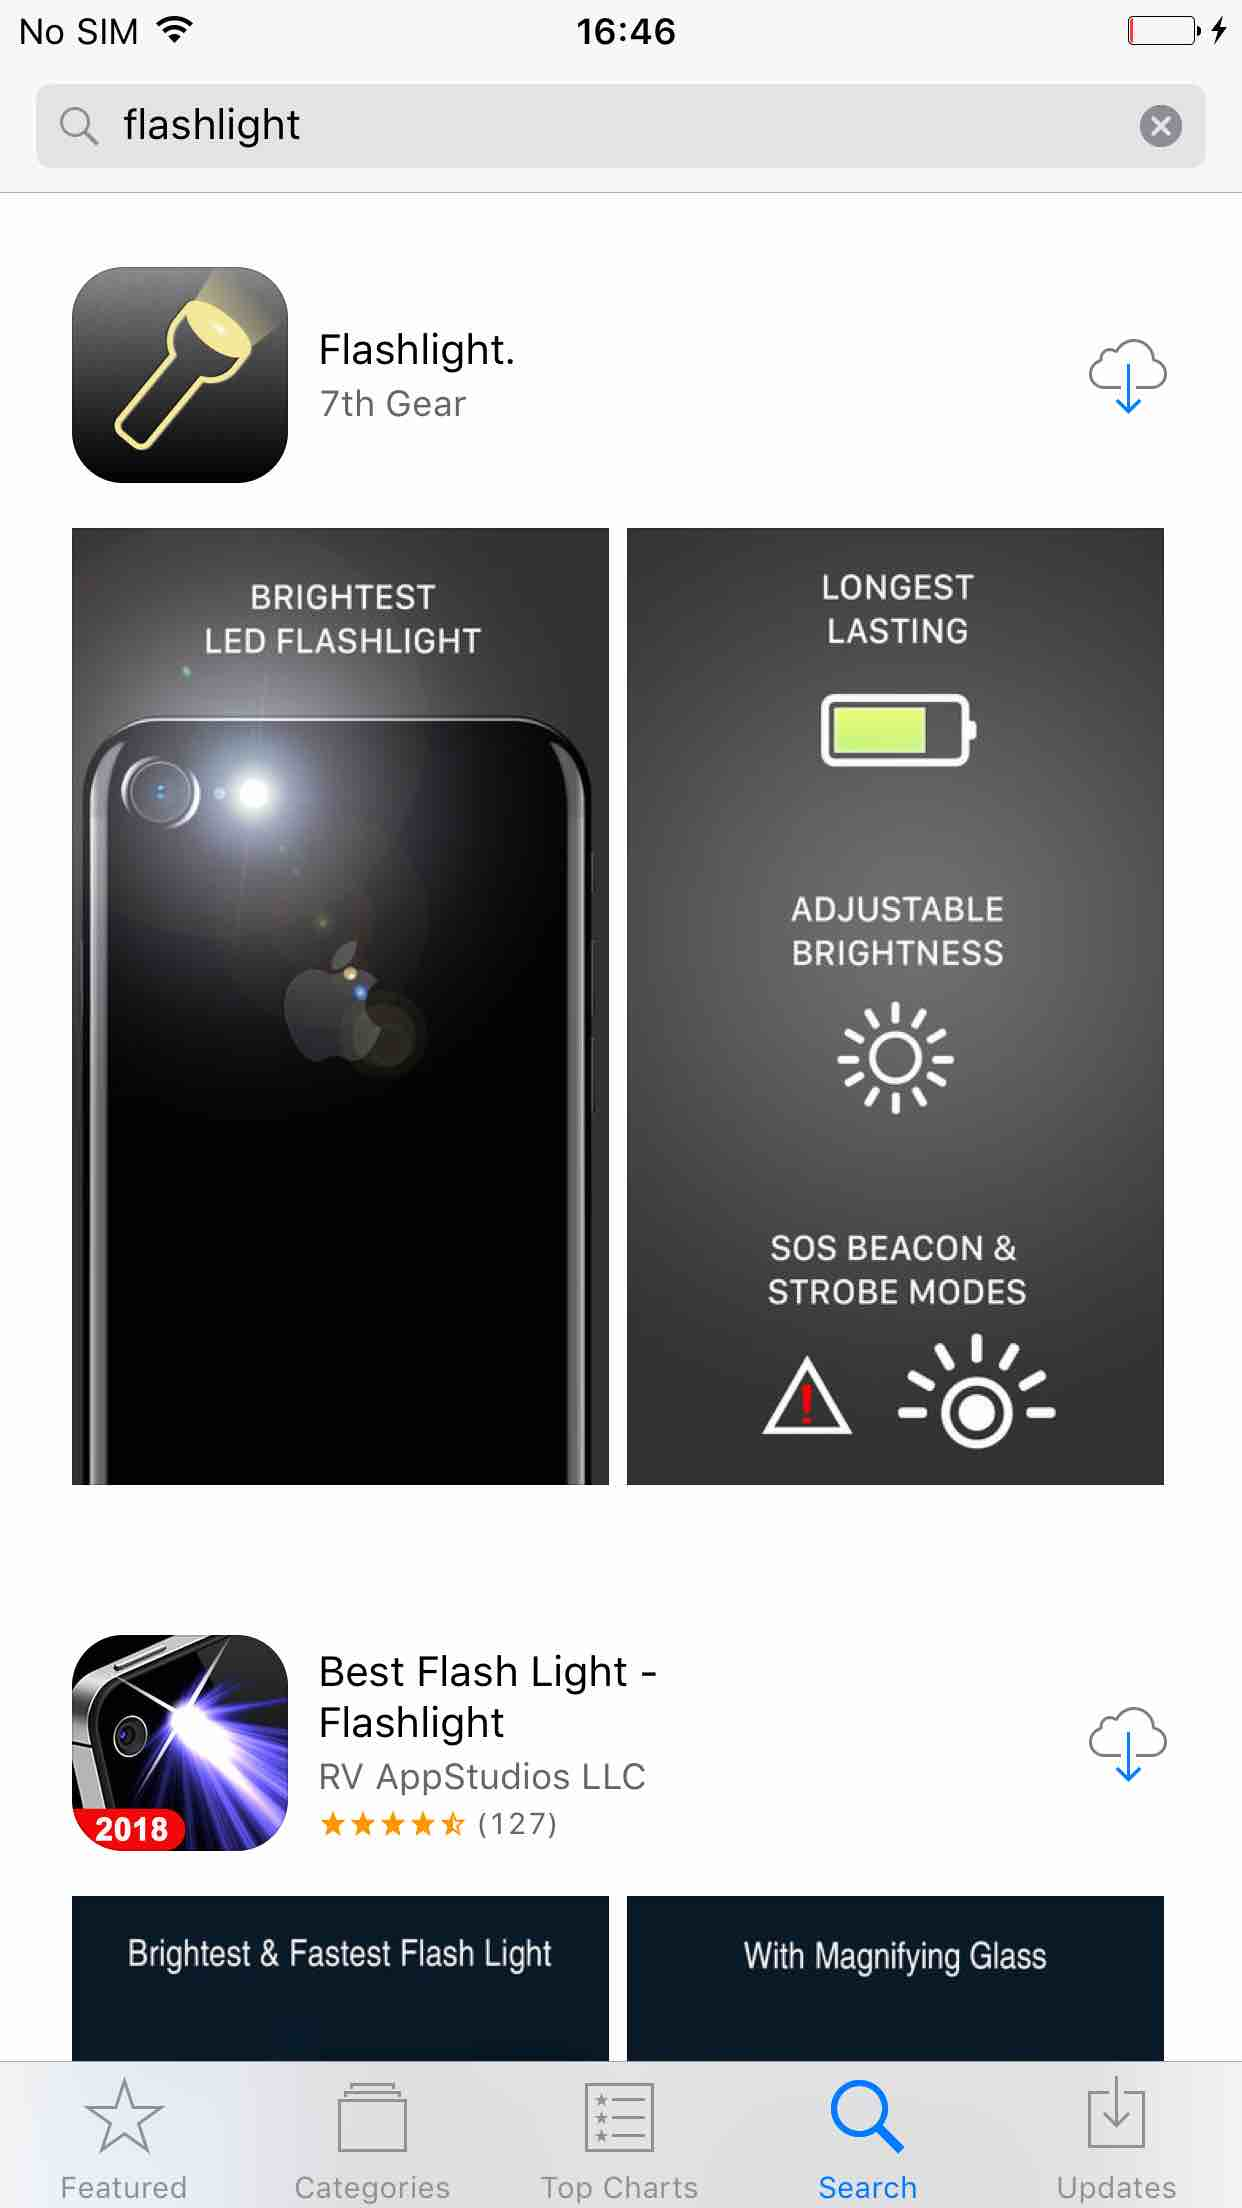 No SIM
16:46
flashlight
Flashlight.
7th Gear
BRIGHTEST
LED FLASHLIGHT
LONGEST
LASTING
ADJUSTABLE
BRIGHTNESS
SOS BEACON &
STROBE MODES
Best Flash Light -
Flashlight
RV AppStudios LLC
(127)
2018
Brightest & Fastest Flash Light
With Magnifying Glass
Featured
Categories
Top Charts
Search
Updates